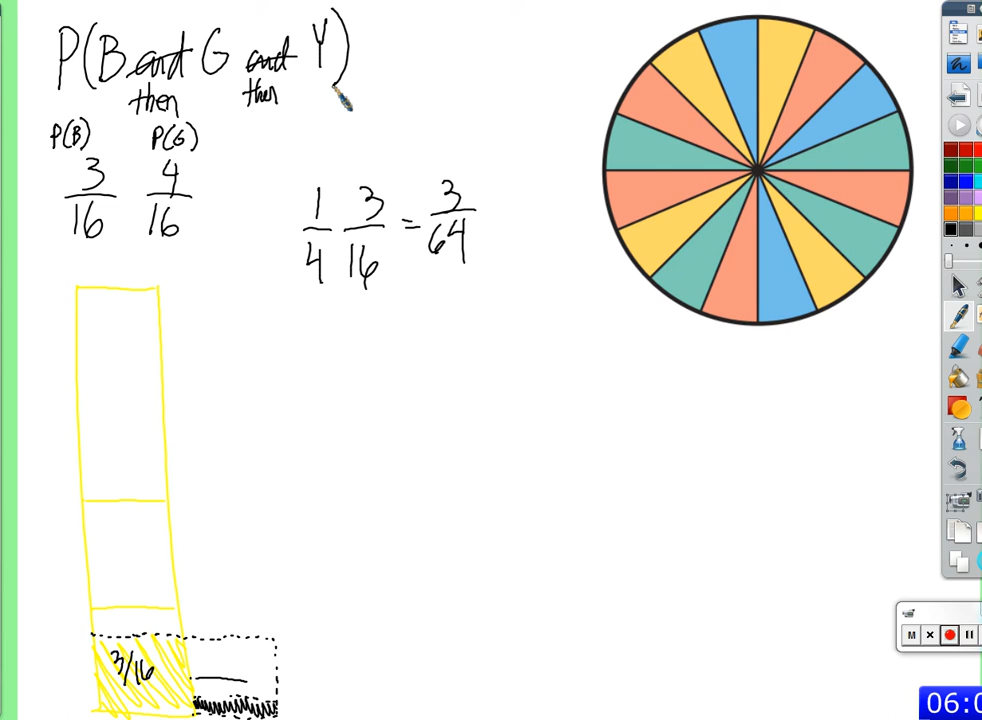 P(B and G and Y)
then then
P(B) P(G)
3/16 4/16
1/4 3/16 = 3/64
3/16
M
06:0